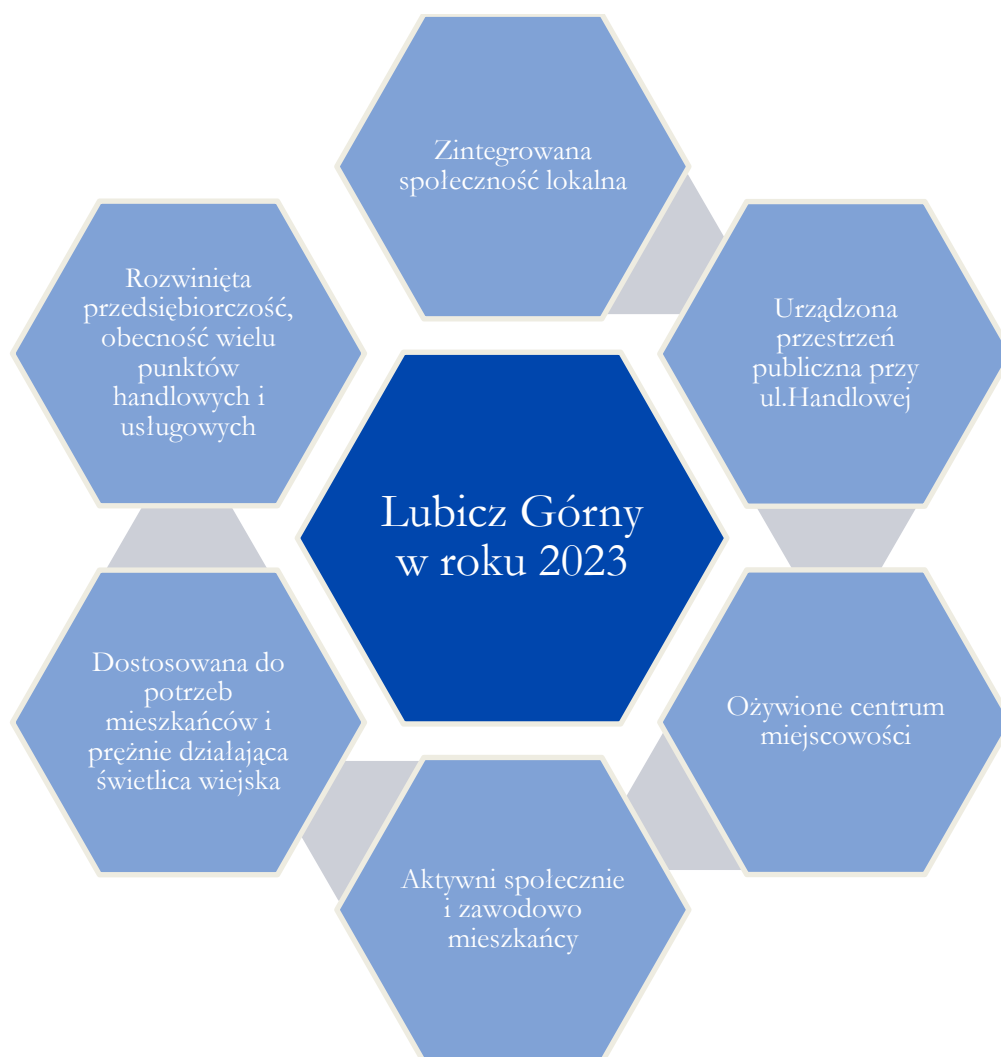 Zintegrowana
społeczność lokalna
Rozwinięta
przedsiębiorczość,
obecność wielu
punktów
handlowych i
usługowych
Urządzona
przestrzeń
publiczna przy
ul.Handlowej
Lubicz Górny
w roku 2023
Dostosowana do
potrzeb
mieszkańców i
prężnie działająca
świetlica wiejska
Ożywione centrum
miejscowości
Aktywni społecznie
i zawodowo
mieszkańcy